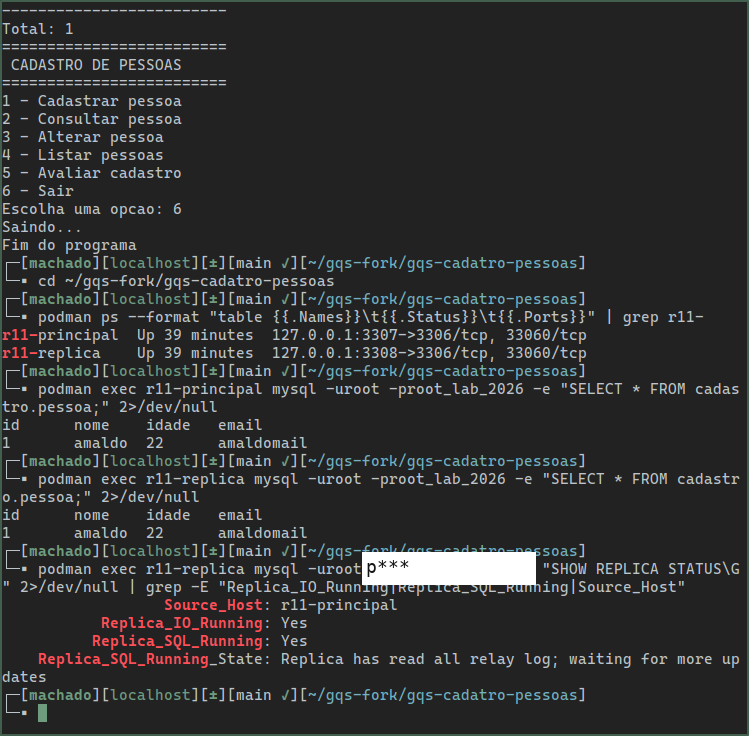 -------------------------
Total: 1
=========================
 CADASTRO DE PESSOAS
=========================
1 - Cadastrar pessoa
2 - Consultar pessoa
3 - Alterar pessoa
4 - Listar pessoas
5 - Avaliar cadastro
6 - Sair
Escolha uma opcao: 6
Saindo...
Fim do programa
┌─[machado][localhost][±][main ✓][~/gqs-fork/gqs-cadatro-pessoas]
└─▪ cd ~/gqs-fork/gqs-cadatro-pessoas
┌─[machado][localhost][±][main ✓][~/gqs-fork/gqs-cadatro-pessoas]
└─▪ podman ps --format "table {{.Names}}\t{{.Status}}\t{{.Ports}}" | grep r11-
r11-principal  Up 39 minutes  127.0.0.1:3307->3306/tcp, 33060/tcp
r11-replica    Up 39 minutes  127.0.0.1:3308->3306/tcp, 33060/tcp
┌─[machado][localhost][±][main ✓][~/gqs-fork/gqs-cadatro-pessoas]
└─▪ podman exec r11-principal mysql -uroot -proot_lab_2026 -e "SELECT * FROM cadas
tro.pessoa;" 2>/dev/null
id      nome    idade   email
1       amaldo  22      amaldomail
┌─[machado][localhost][±][main ✓][~/gqs-fork/gqs-cadatro-pessoas]
└─▪ podman exec r11-replica mysql -uroot -proot_lab_2026 -e "SELECT * FROM cadastr
o.pessoa;" 2>/dev/null
id      nome    idade   email
1       amaldo  22      amaldomail
┌─[machado][localhost][±][main ✓][~/gqs-fork/gqs-cadatro-pessoas]
└─▪ podman exec r11-replica mysql -uroot p*** "SHOW REPLICA STATUS\G
" 2>/dev/null | grep -E "Replica_IO_Running|Replica_SQL_Running|Source_Host"
                  Source_Host: r11-principal
           Replica_IO_Running: Yes
          Replica_SQL_Running: Yes
    Replica_SQL_Running_State: Replica has read all relay log; waiting for more up
dates
┌─[machado][localhost][±][main ✓][~/gqs-fork/gqs-cadatro-pessoas]
└─▪